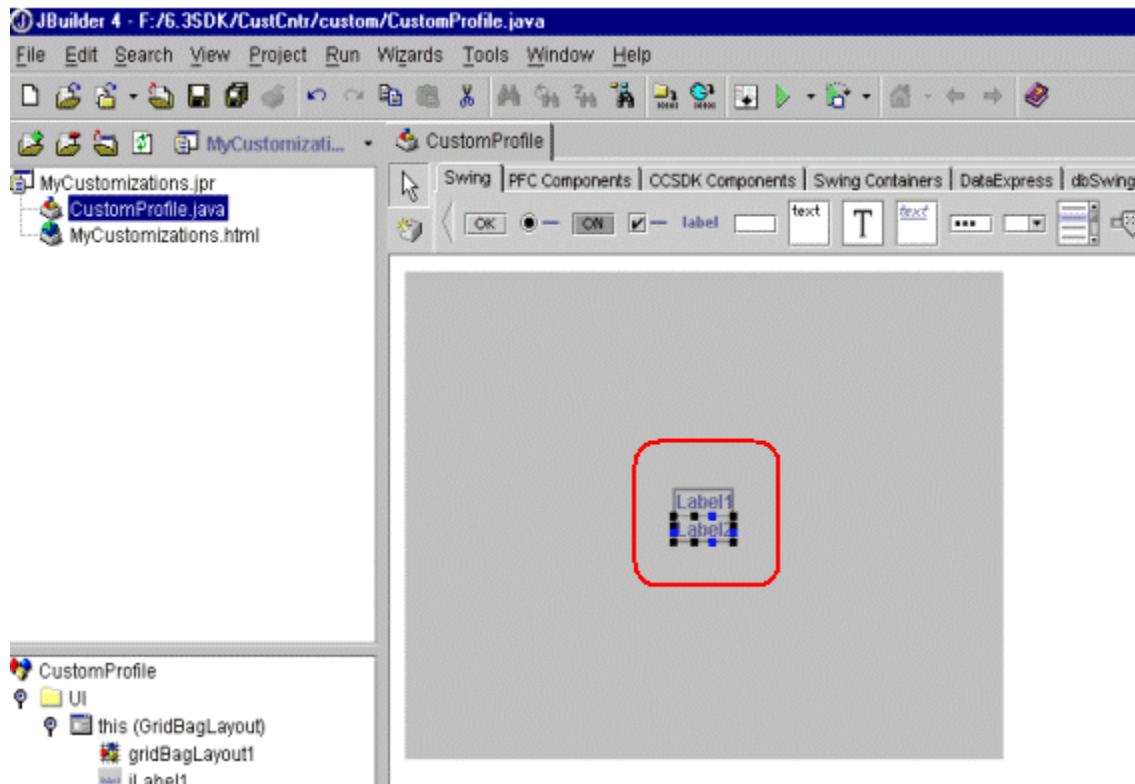 JBuilder 4 - F:/6.3SDK/CustCntr/custom/CustomProfile.java
File Edit Search View Project Run Wizards Tools Window Help
MyCustomizati...
CustomProfile
MyCustomizations.jpr
CustomProfile.java
MyCustomizations.html
Swing PFC Components CCSDK Components Swing Containers DataExpress dbSwing
OK ON label text T text
Label1
Label2
CustomProfile
UI
this (GridBagLayout)
gridBagLayout1
jLabel1